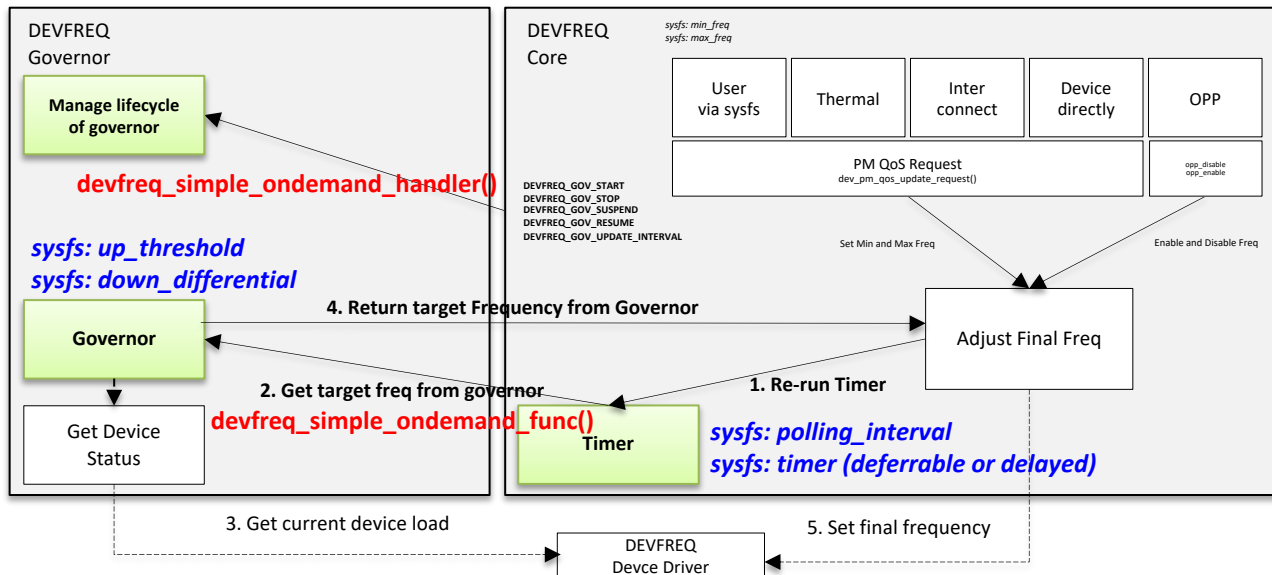 DEVFREQ
Governor
Manage lifecycle
of governor
devfreq_simple_ondemand_handler()
sysfs: up_threshold
sysfs: down_differential
Governor
Get Device
Status
DEVFREQ
Core
sysfs: min_freq
sysfs: max_freq
User
via sysfs
Thermal
Inter
connect
Device
directly
OPP
PM QoS Request
dev_pm_qos_update_request()
opp_disable
opp_enable
DEVFREQ_GOV_START
DEVFREQ_GOV_STOP
DEVFREQ_GOV_SUSPEND
DEVFREQ_GOV_RESUME
DEVFREQ_GOV_UPDATE_INTERVAL
Set Min and Max Freq
Enable and Disable Freq
4. Return target Frequency from Governor
Adjust Final Freq
1. Re-run Timer
2. Get target freq from governor
devfreq_simple_ondemand_func()
Timer
sysfs: polling_interval
sysfs: timer (deferrable or delayed)
3. Get current device load
5. Set final frequency
DEVFREQ
Devce Driver